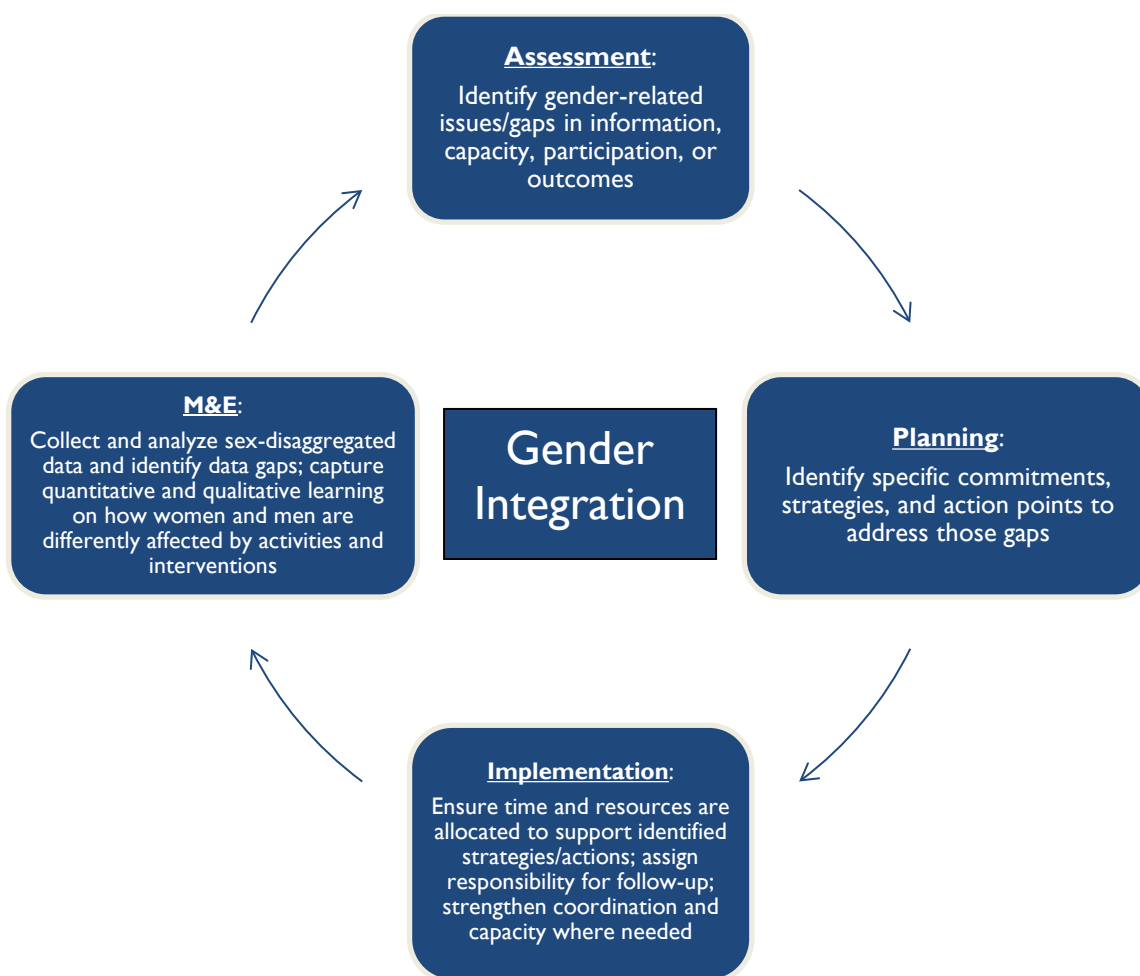 Assessment:
Identify gender-related
issues/gaps in information,
capacity, participation, or
outcomes
M&E:
Collect and analyze sex-disaggregated
data and identify data gaps; capture
quantitative and qualitative learning
on how women and men are
differently affected by activities and
interventions
Gender
Integration
Planning:
Identify specific commitments,
strategies, and action points to
address those gaps
Implementation:
Ensure time and resources are
allocated to support identified
strategies/actions; assign
responsibility for follow-up;
strengthen coordination and
capacity where needed